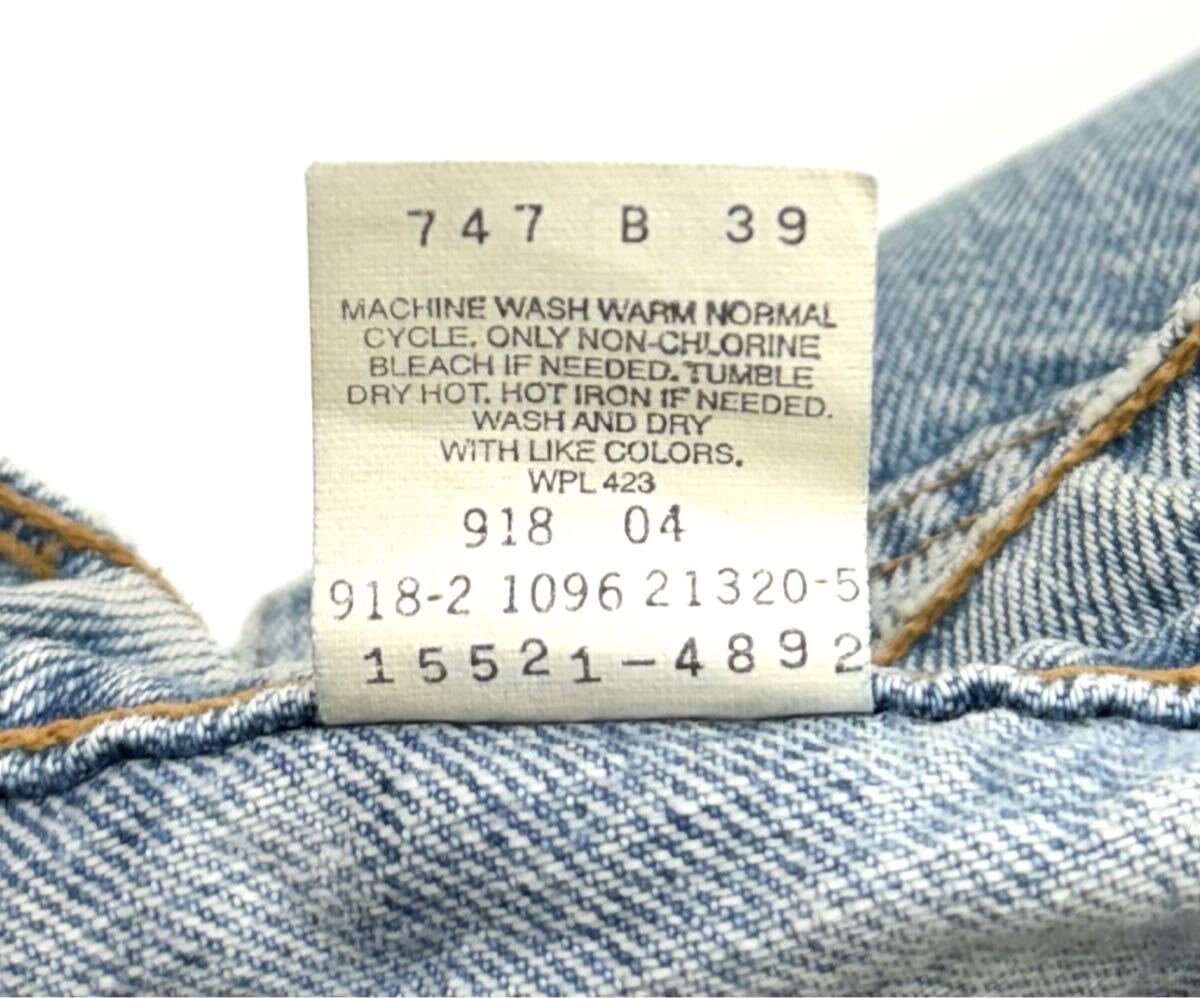 747 B 39
MACHINE WASH WARM NORMAL
CYCLE. ONLY NON-CHLORINE
BLEACH IF NEEDED. TUMBLE
DRY HOT. HOT IRON IF NEEDED.
WASH AND DRY
WITH LIKE COLORS.
WPL 423
918 04
918-2 1096 21320-5
15521-4892